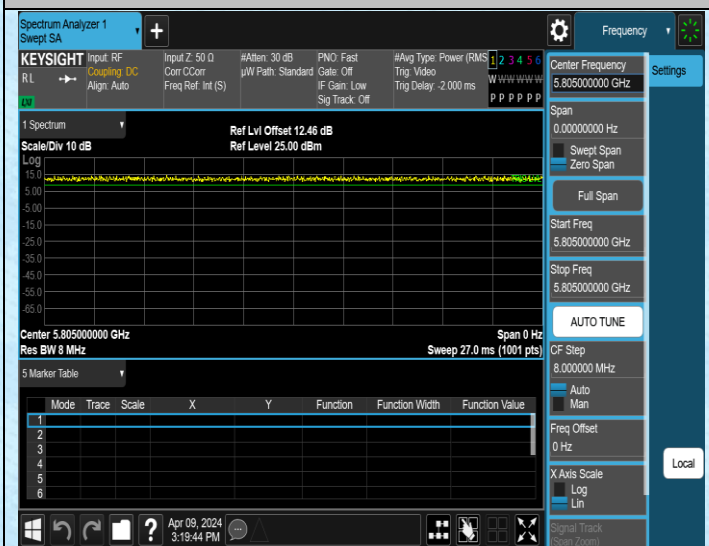 Spectrum Analyzer 1
Swept SA
+
Frequency
KEYSIGHT
RL
LXI
Input: RF
Coupling: DC
Align: Auto
Input Z: 50 Ω
Corr CCorr
Freq Ref: Int (S)
#Atten: 30 dB
µW Path: Standard
PNO: Fast
Gate: Off
IF Gain: Low
Sig Track: Off
#Avg Type: Power (RMS
Trig: Video
Trig Delay: -2.000 ms
1 2 3 4 5 6
W W W W W W
P P P P P P
Center Frequency
5.805000000 GHz
Settings
Span
0.00000000 Hz
Swept Span
Zero Span
Full Span
Start Freq
5.805000000 GHz
Stop Freq
5.805000000 GHz
AUTO TUNE
CF Step
8.000000 MHz
Auto
Man
Freq Offset
0 Hz
X Axis Scale
Log
Lin
Signal Track
(Span Zoom)
Local
1 Spectrum
Scale/Div 10 dB
Ref Lvl Offset 12.46 dB
Ref Level 25.00 dBm
Log
15.0
5.00
-5.00
-15.0
-25.0
-35.0
-45.0
-55.0
-65.0
Center 5.805000000 GHz
Span 0 Hz
Res BW 8 MHz
Sweep 27.0 ms (1001 pts)
5 Marker Table
Mode Trace Scale X Y Function Function Width Function Value
1
2
3
4
5
6
?
Apr 09, 2024
3:19:44 PM